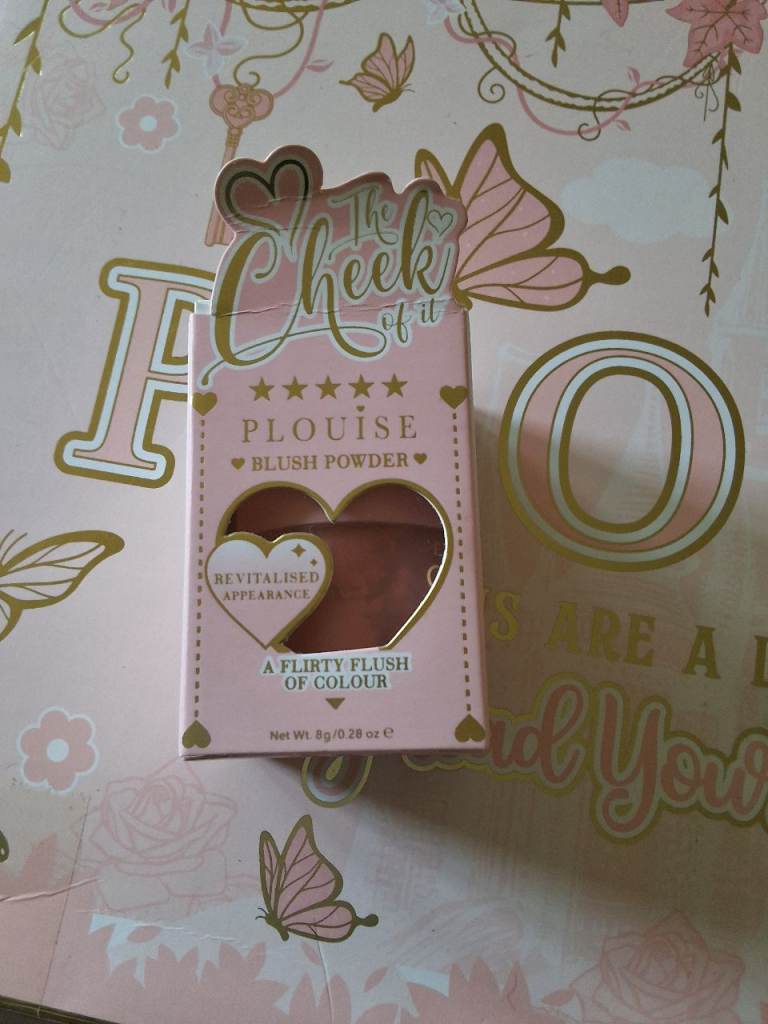 The
Cheek
of it
PLOUISE
BLUSH POWDER
REVITALISED
APPEARANCE
A FLIRTY FLUSH
OF COLOUR
Net Wt. 8g/0.28 oz ℮
P O
ARE A
You